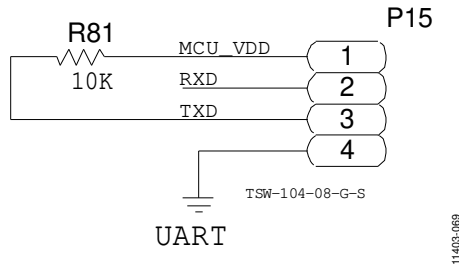 P15
R81
10K
MCU_VDD
1
RXD
2
TXD
3
4
TSW-104-08-G-S
UART
11403-069